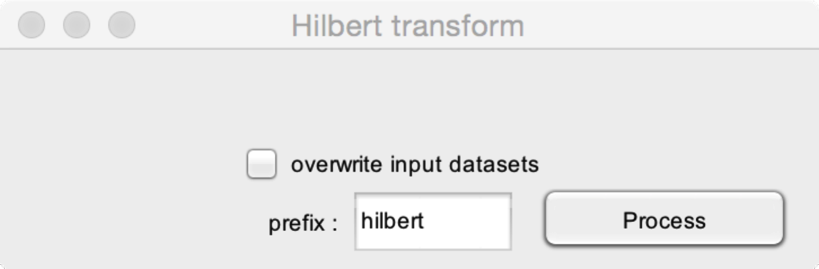 Hilbert transform
overwrite input datasets
prefix : hilbert Process